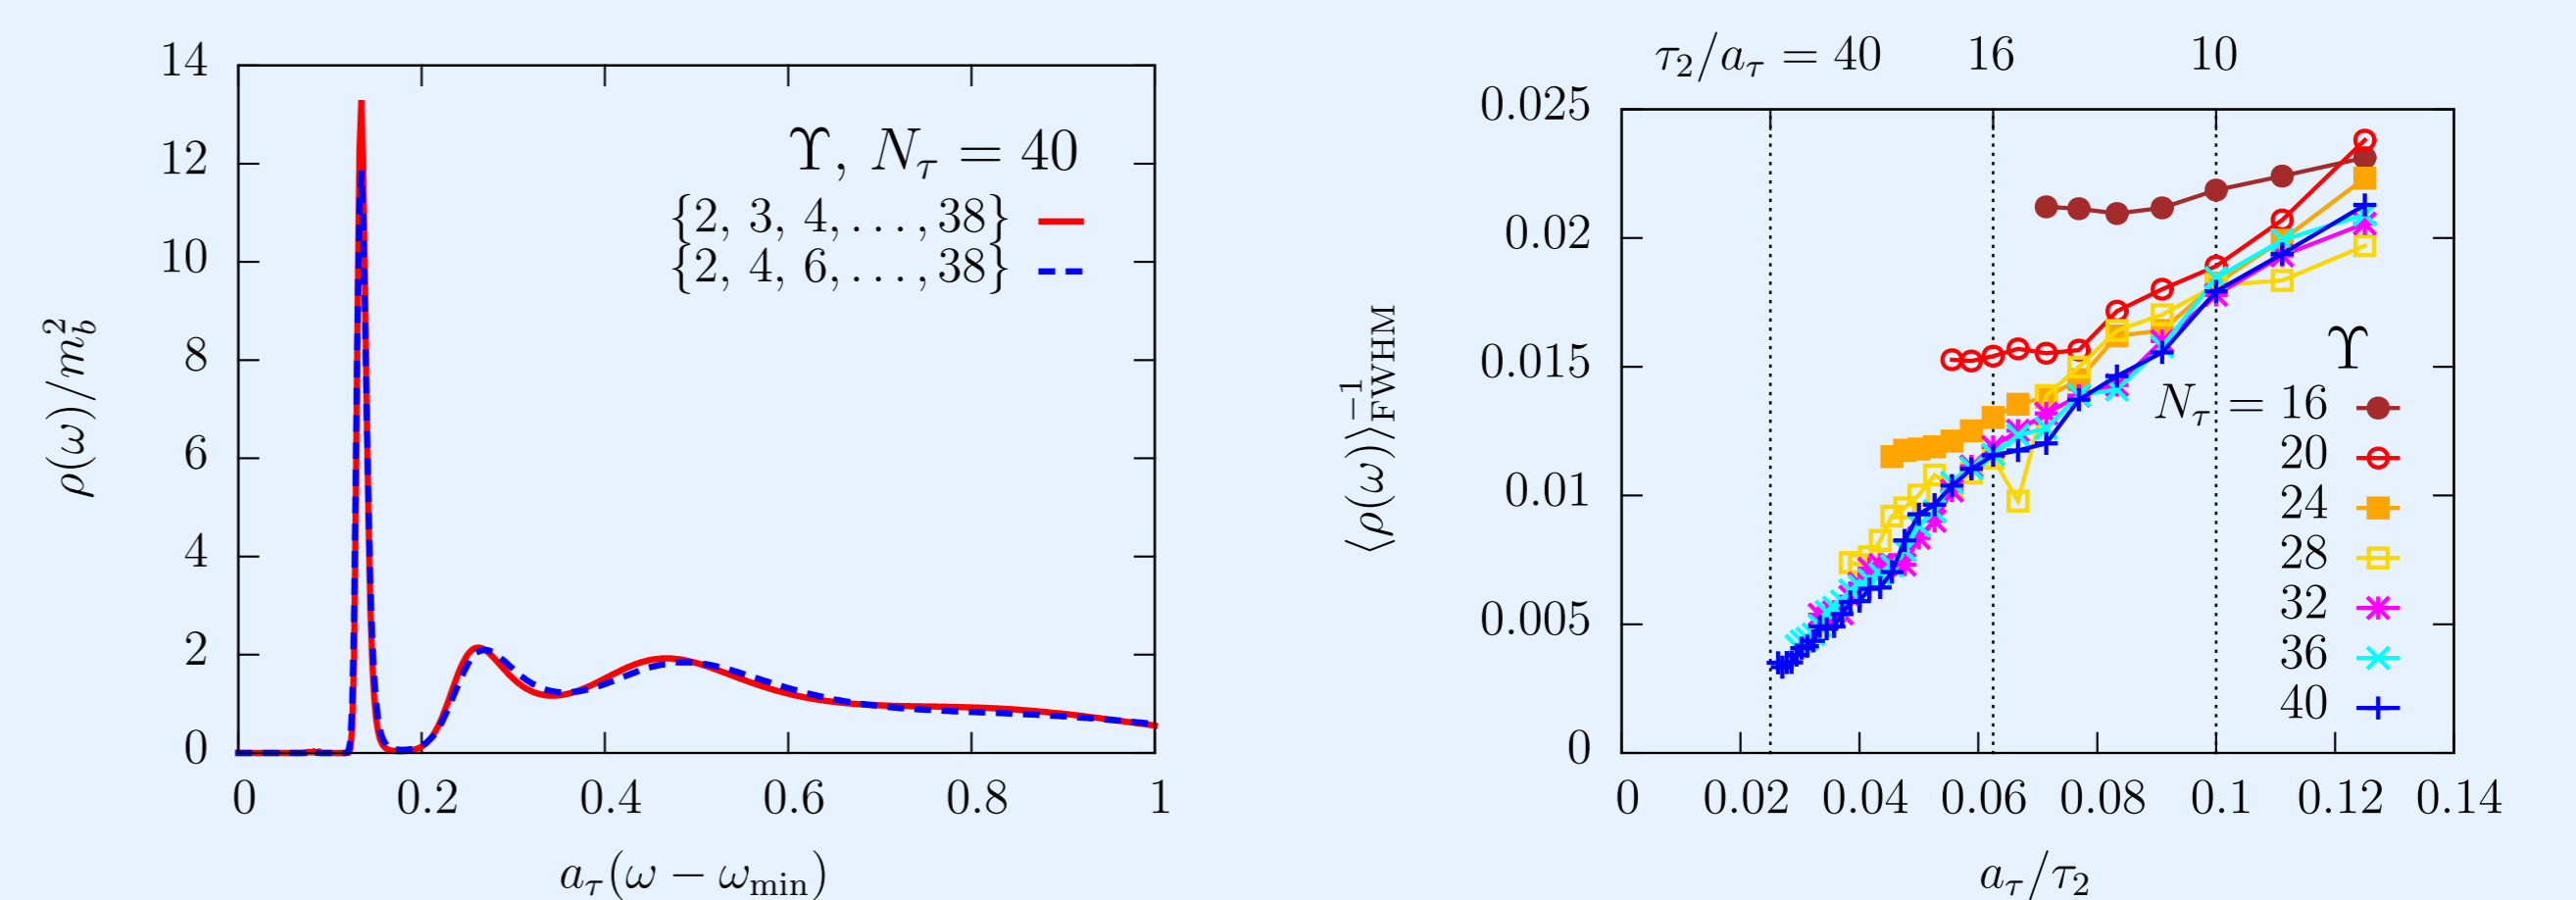 14
12
10
8
6
4
2
0
ρ(ω)/m_b^2
ϒ, N_τ = 40
{2, 3, 4, . . . , 38}
{2, 4, 6, . . . , 38}
0 0.2 0.4 0.6 0.8 1
a_τ(ω − ω_min)
τ_2/a_τ = 40 16 10
0.025
0.02
0.015
0.01
0.005
0
⟨ρ(ω)⟩^{−1}_{FWHM}
ϒ
N_τ = 16
20
24
28
32
36
40
0 0.02 0.04 0.06 0.08 0.1 0.12 0.14
a_τ/τ_2